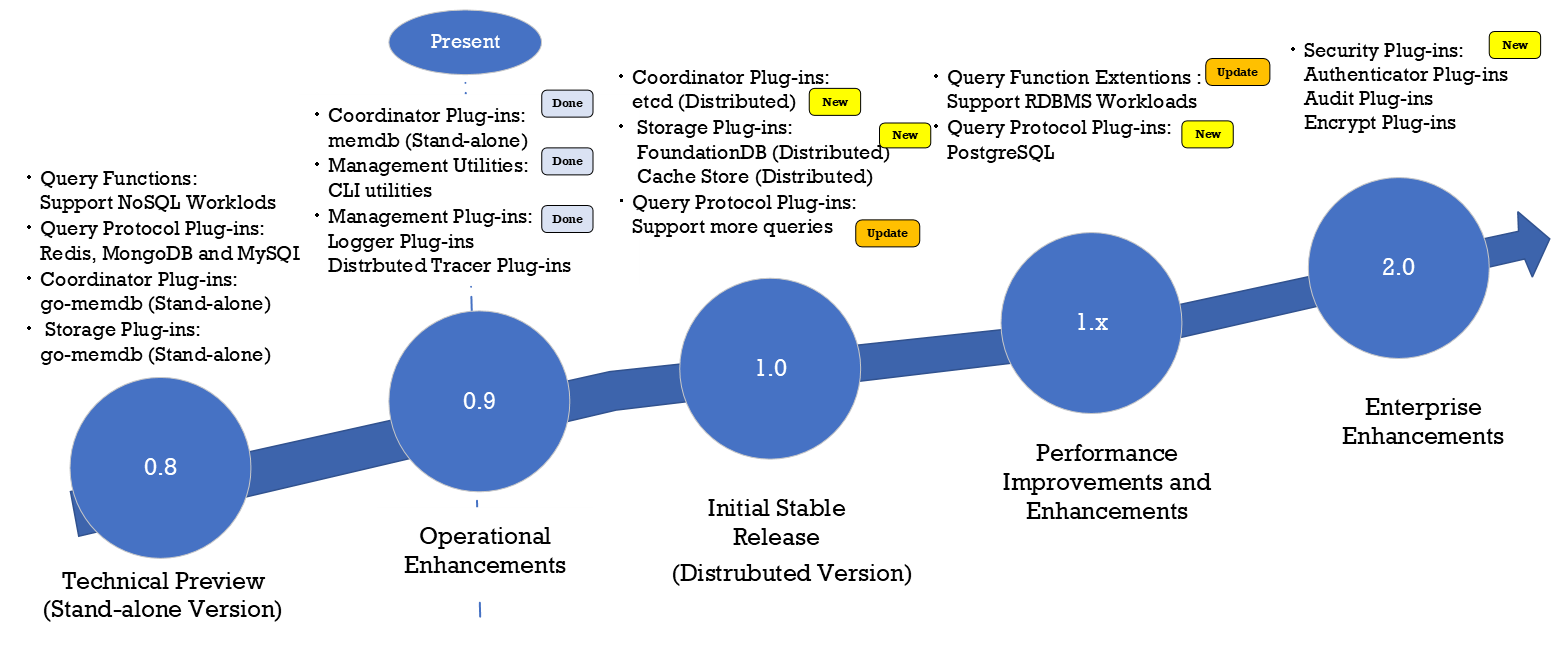 Present
• Query Functions:
Support NoSQL Worklods
• Query Protocol Plug-ins:
Redis, MongoDB and MySQl
• Coordinator Plug-ins:
go-memdb (Stand-alone)
• Storage Plug-ins:
go-memdb (Stand-alone)
0.8
Technical Preview
(Stand-alone Version)
• Coordinator Plug-ins:
memdb (Stand-alone)
Done
• Management Utilities:
CLI utilities
Done
• Management Plug-ins:
Logger Plug-ins
Distrbuted Tracer Plug-ins
Done
0.9
Operational
Enhancements
• Coordinator Plug-ins:
etcd (Distributed)
New
• Storage Plug-ins:
FoundationDB (Distributed)
Cache Store (Distributed)
New
• Query Protocol Plug-ins:
Support more queries
Update
1.0
Initial Stable
Release
(Distrubuted Version)
• Query Function Extentions :
Support RDBMS Workloads
Update
• Query Protocol Plug-ins:
PostgreSQL
New
1.x
Performance
Improvements and
Enhancements
• Security Plug-ins:
Authenticator Plug-ins
Audit Plug-ins
Encrypt Plug-ins
New
2.0
Enterprise
Enhancements